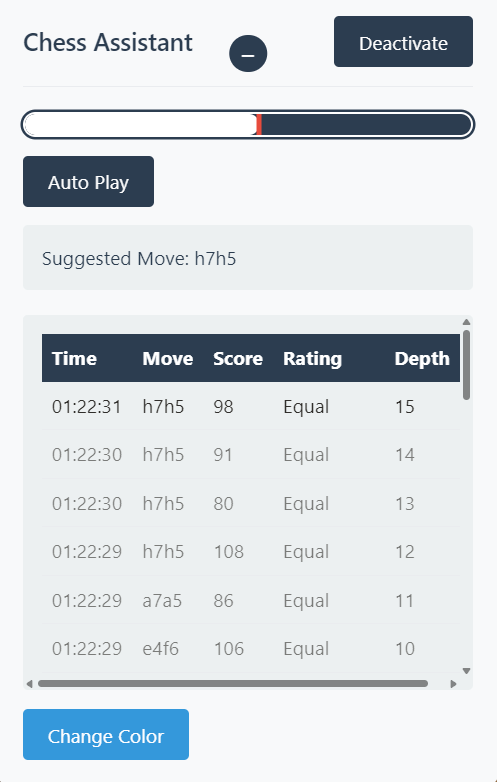 Chess Assistant
–
Deactivate
Auto Play
Suggested Move: h7h5
Time Move Score Rating Depth
01:22:31 h7h5 98 Equal 15
01:22:30 h7h5 91 Equal 14
01:22:30 h7h5 80 Equal 13
01:22:29 h7h5 108 Equal 12
01:22:29 a7a5 86 Equal 11
01:22:29 e4f6 106 Equal 10
Change Color